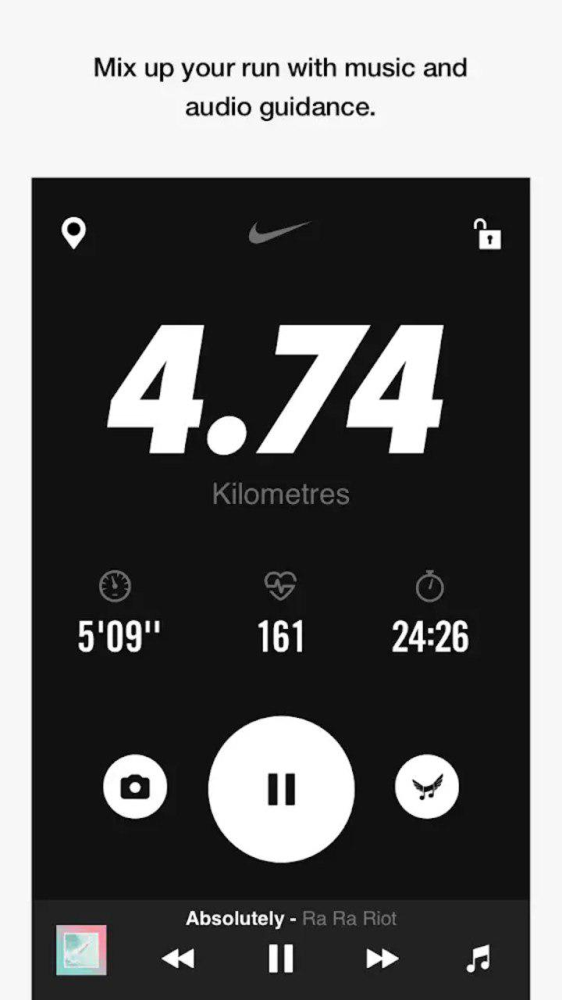 Mix up your run with music and
audio guidance.
4.74
Kilometres
5'09''
161
24:26
Absolutely - Ra Ra Riot